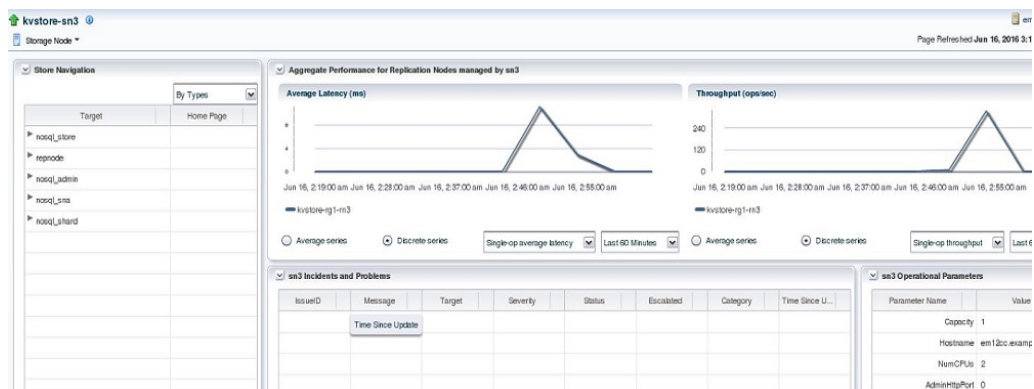 kvstore-sn3
em
Storage Node
Page Refreshed Jun 16, 2016 3:1
Store Navigation
By Types
Target Home Page
nosql_store
repnode
nosql_admin
nosql_sna
nosql_shard
Aggregate Performance for Replication Nodes managed by sn3
Average Latency (ms)
8
4
0
Jun 16, 2:19:00 am Jun 16, 2:28:00 am Jun 16, 2:37:00 am Jun 16, 2:46:00 am Jun 16, 2:55:00 am
kvstore-rg1-rn3
Average series Discrete series Single-op average latency Last 60 Minutes
Throughput (ops/sec)
240
120
0
Jun 16, 2:19:00 am Jun 16, 2:28:00 am Jun 16, 2:37:00 am Jun 16, 2:46:00 am Jun 16, 2:55:00 am
kvstore-rg1-rn3
Average series Discrete series Single-op throughput Last 6
sn3 Incidents and Problems
IssueID Message Target Severity Status Escalated Category Time Since U...
Time Since Update
sn3 Operational Parameters
Parameter Name Value
Capacity 1
Hostname em12cc.examp
NumCPUs 2
AdminHttpPort 0